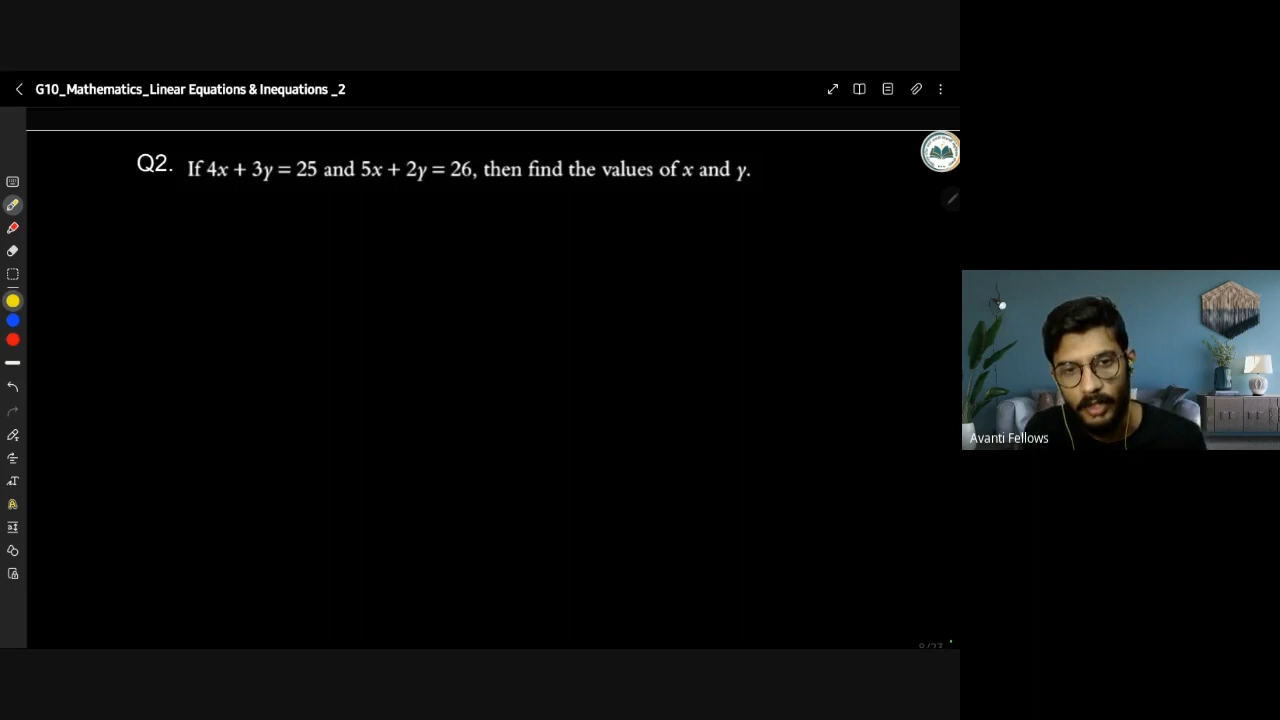 G10_Mathematics_Linear Equations & Inequations _2
Q2. If 4x + 3y = 25 and 5x + 2y = 26, then find the values of x and y.
Avanti Fellows